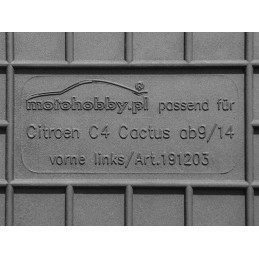 motohobby.pl passend für
Citroen C4 Cactus ab9/14
vorne links/Art.191203